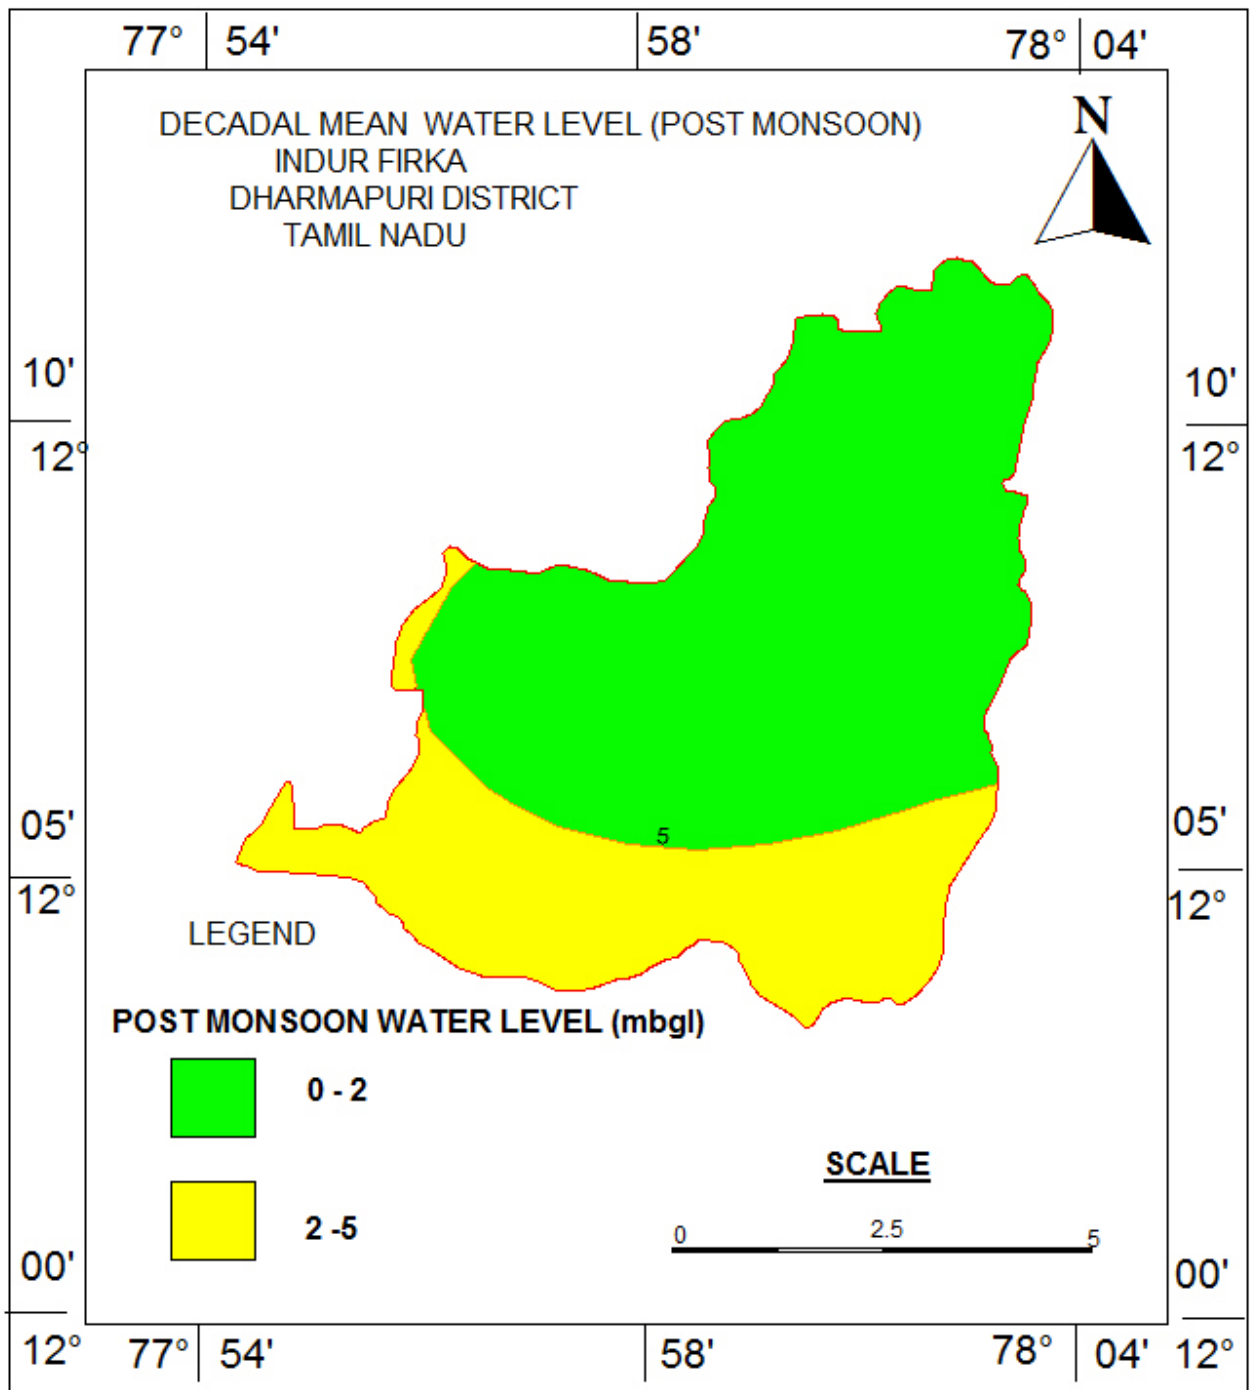 77° 54' 58' 78° 04'
DECADAL MEAN WATER LEVEL (POST MONSOON)
INDUR FIRKA
DHARMAPURI DISTRICT
TAMIL NADU
N
10' 10'
12° 12°
05' 05'
5
12° 12°
LEGEND
POST MONSOON WATER LEVEL (mbgl)
0 - 2
SCALE
2 -5
0 2.5 5
00' 00'
12° 77° 54' 58' 78° 04' 12°